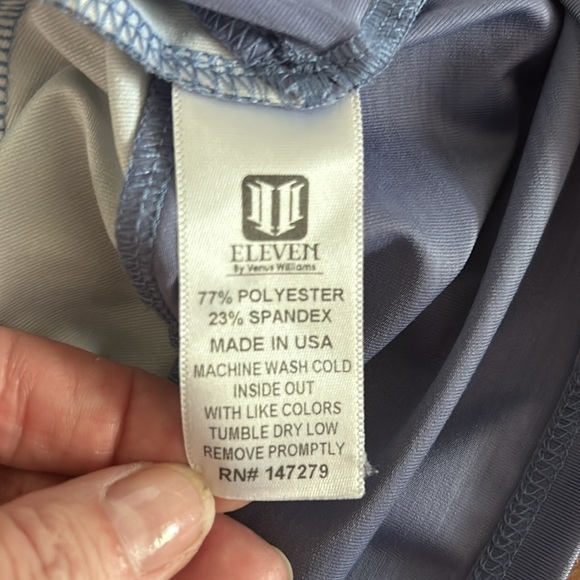 ELEVEN
By Venus Williams
77% POLYESTER
23% SPANDEX
MADE IN USA
MACHINE WASH COLD
INSIDE OUT
WITH LIKE COLORS
TUMBLE DRY LOW
REMOVE PROMPTLY
RN# 147279